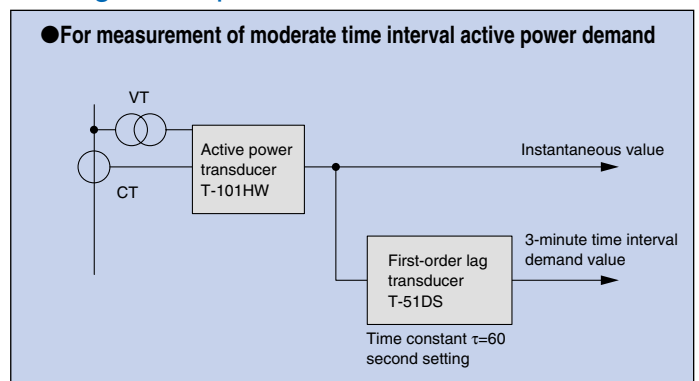 ●For measurement of moderate time interval active power demand
VT
CT
Active power
transducer
T-101HW
Instantaneous value
First-order lag
transducer
T-51DS
3-minute time interval
demand value
Time constant τ=60
second setting